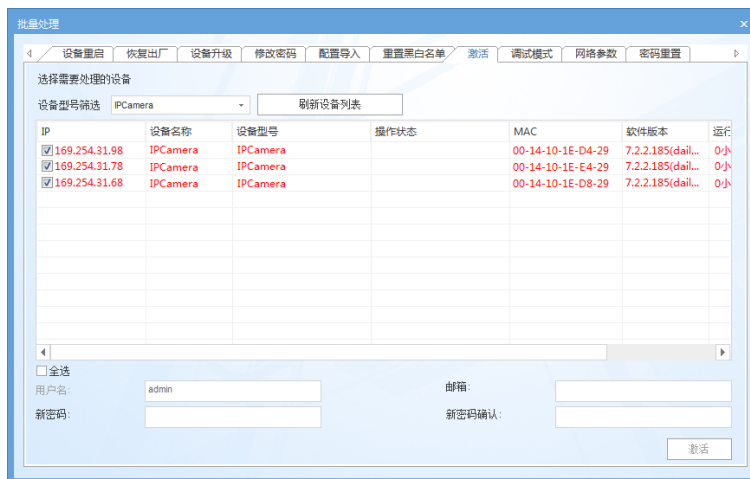 批量处理
设备重启 恢复出厂 设备升级 修改密码 配置导入 重置黑白名单 激活 调试模式 网络参数 密码重置
选择需要处理的设备
设备型号筛选 IPCamera 刷新设备列表
IP 设备名称 设备型号 操作状态 MAC 软件版本 运行
169.254.31.98 IPCamera IPCamera 00-14-10-1E-D4-29 7.2.2.185(dail... 0小
169.254.31.78 IPCamera IPCamera 00-14-10-1E-E4-29 7.2.2.185(dail... 0小
169.254.31.68 IPCamera IPCamera 00-14-10-1E-D8-29 7.2.2.185(dail... 0小
全选
用户名: admin 邮箱:
新密码: 新密码确认:
激活